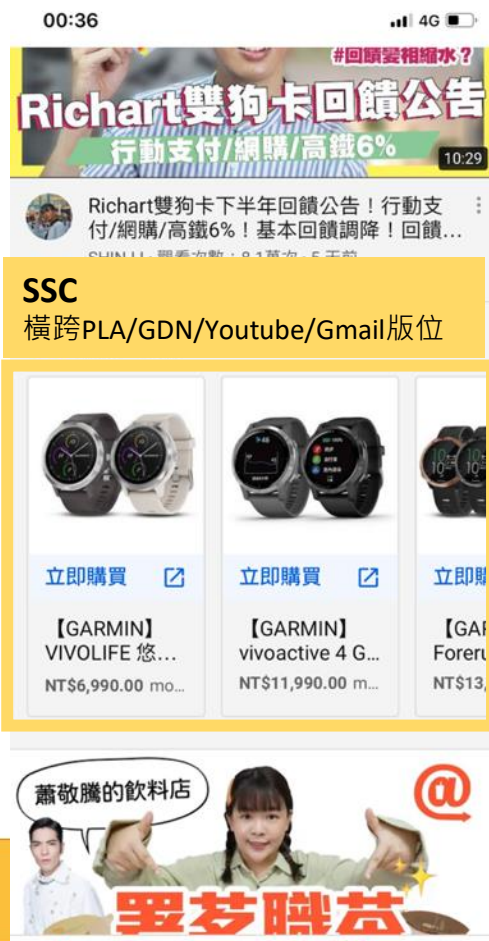 00:36
4G
#回饋變相縮水？
Richart雙狗卡回饋公告
行動支付/網購/高鐵6%
10:29
Richart雙狗卡下半年回饋公告！行動支
付/網購/高鐵6%！基本回饋調降！回饋...
SSC
橫跨PLA/GDN/Youtube/Gmail版位
立即購買
立即購買
立即購
【GARMIN】
VIVOLIFE 悠...
NT$6,990.00 mo...
【GARMIN】
vivoactive 4 G...
NT$11,990.00 m...
【GAR
Foreru
NT$13,
蕭敬騰的飲料店
@